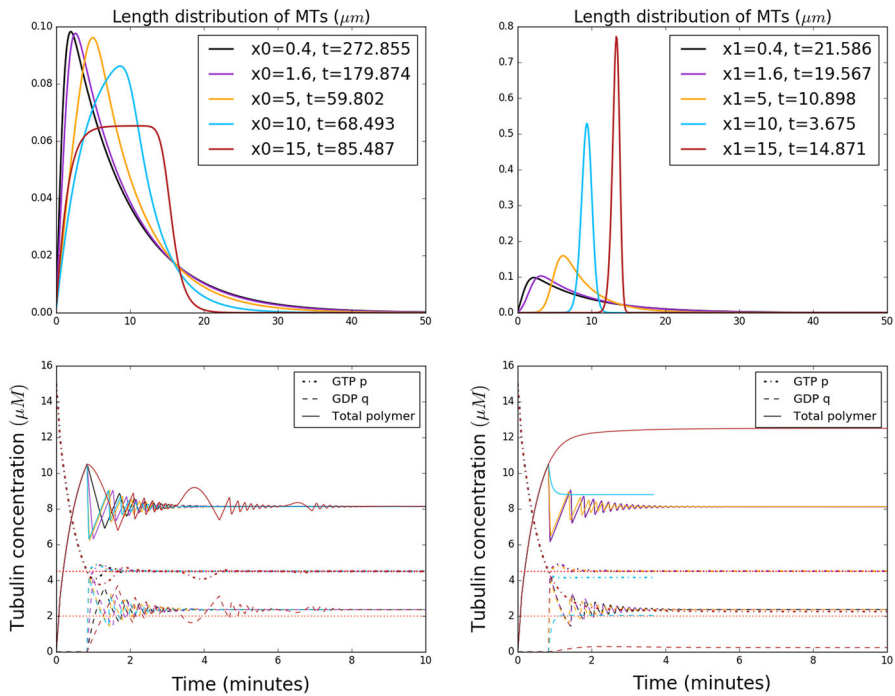 Length distribution of MTs (μm)
0.10
0.08
0.06
0.04
0.02
0.00
0 10 20 30 40 50
x0=0.4, t=272.855
x0=1.6, t=179.874
x0=5, t=59.802
x0=10, t=68.493
x0=15, t=85.487
Length distribution of MTs (μm)
0.8
0.7
0.6
0.5
0.4
0.3
0.2
0.1
0.0
0 10 20 30 40 50
x1=0.4, t=21.586
x1=1.6, t=19.567
x1=5, t=10.898
x1=10, t=3.675
x1=15, t=14.871
Tubulin concentration (μM)
16
14
12
10
8
6
4
2
0
0 2 4 6 8 10
GTP p
GDP q
Total polymer
Time (minutes)
Tubulin concentration (μM)
16
14
12
10
8
6
4
2
0
0 2 4 6 8 10
GTP p
GDP q
Total polymer
Time (minutes)